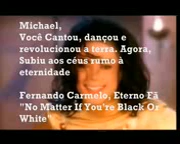 Michael,
Você Cantou, dançou e
revolucionou a terra. Agora,
Subiu aos céus rumo à
eternidade
Fernando Carmelo, Eterno Fã
"No Matter If You're Black Or
White"